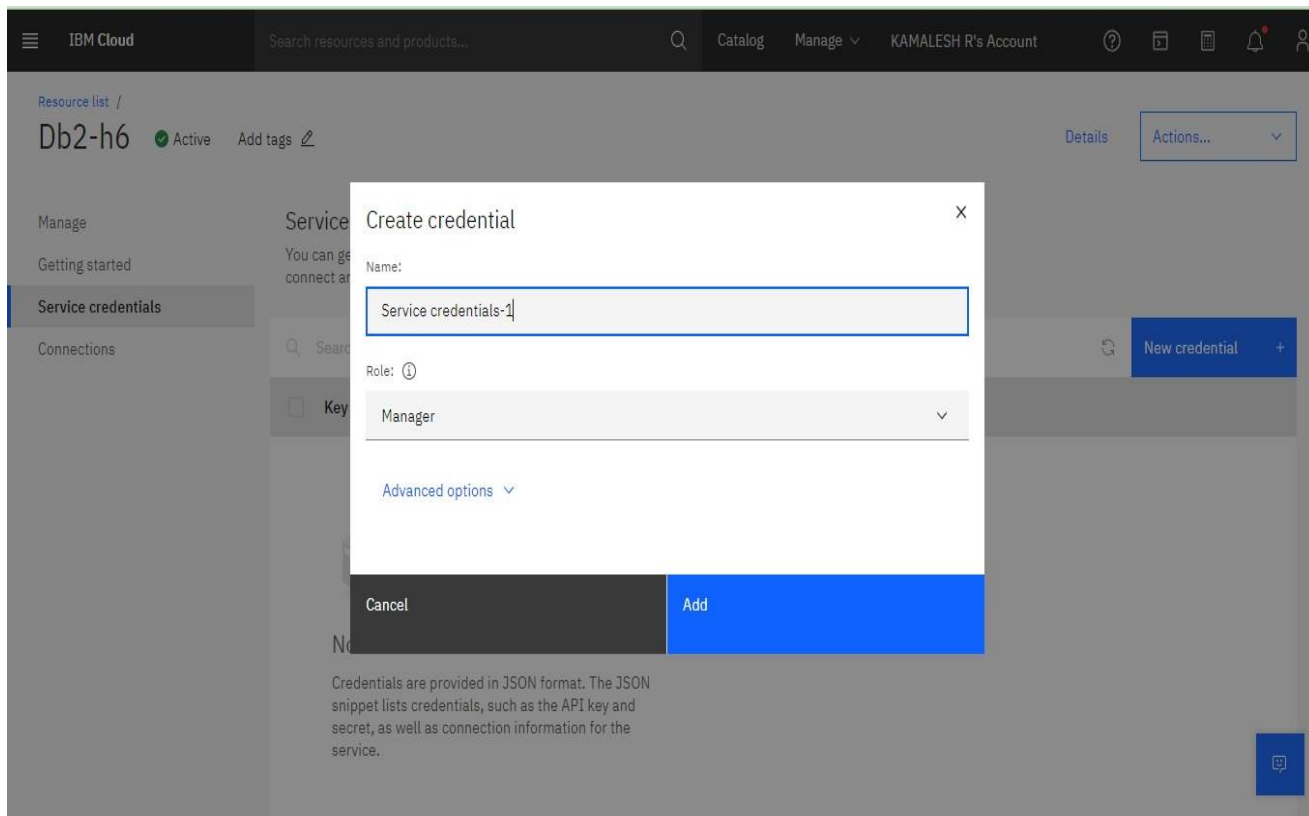 IBM Cloud
Search resources and products...
Catalog
Manage
KAMALESH R's Account
Resource list /
Db2-h6
Active
Add tags
Details
Actions...
Manage
Getting started
Service credentials
Connections
Service
You can ge
connect an
Create credential
X
Name:
Service credentials-1
Role:
Manager
Advanced options
Cancel
Add
Searc
New credential +
Key
No
Credentials are provided in JSON format. The JSON
snippet lists credentials, such as the API key and
secret, as well as connection information for the
service.